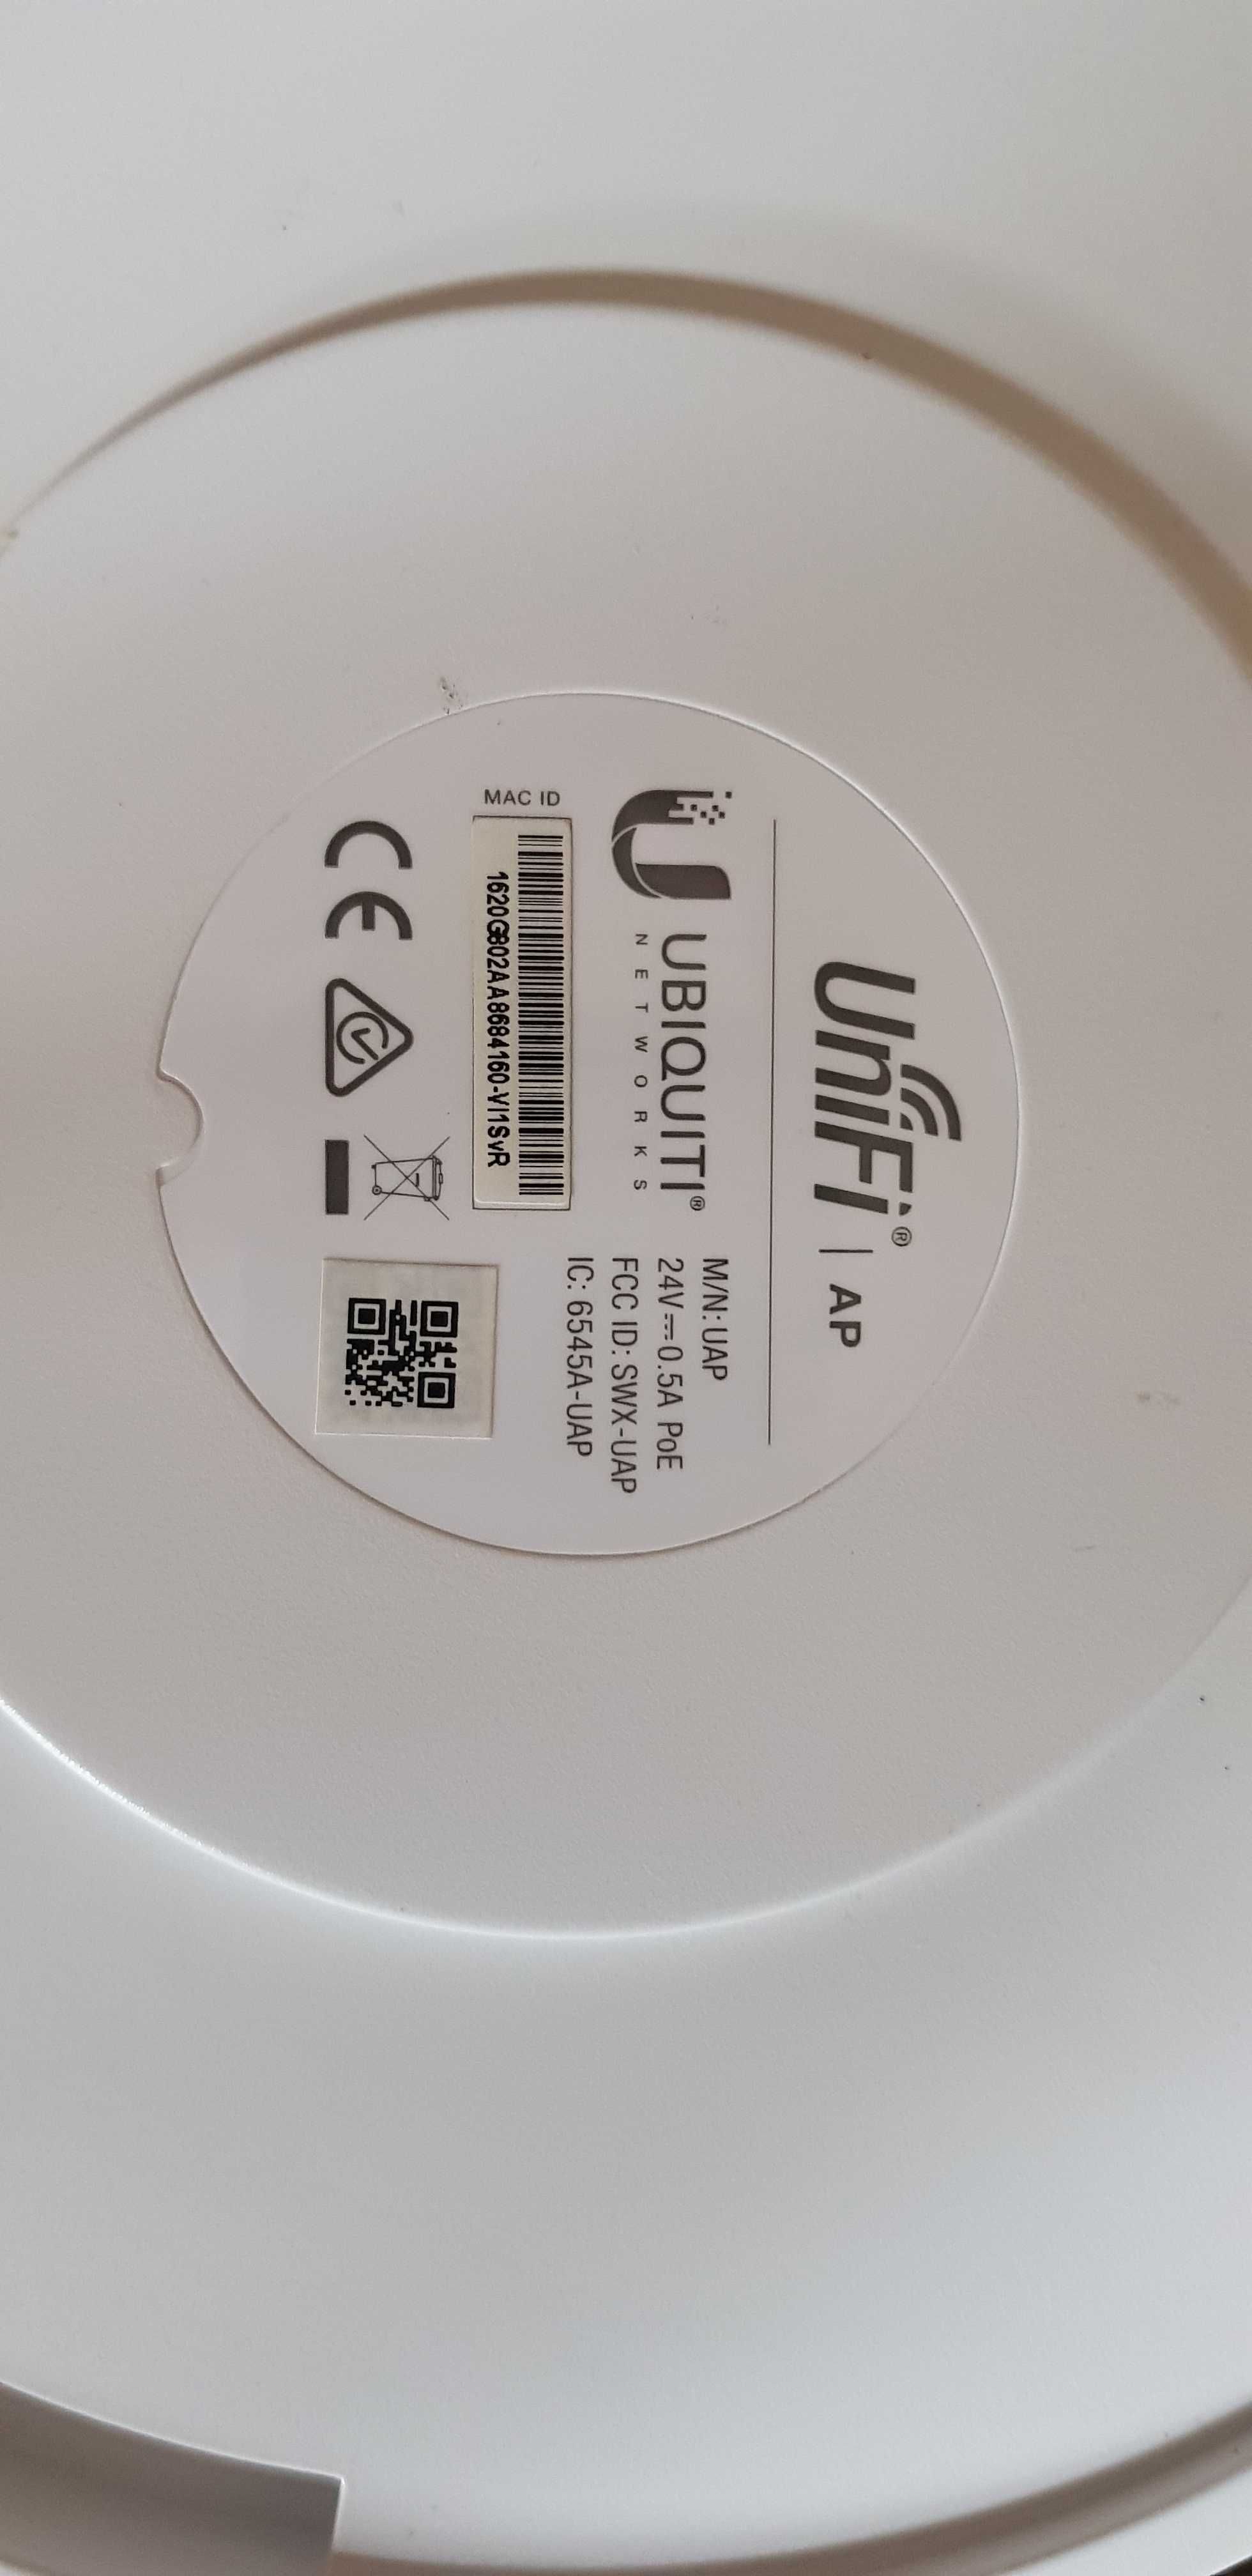 UniFi® | AP
UBIQUITI®
NETWORKS
M/N: UAP
24V⎓0.5A PoE
FCC ID: SWX-UAP
IC: 6545A-UAP
MAC ID
1620G802AA8684160-VI1SvR
CE